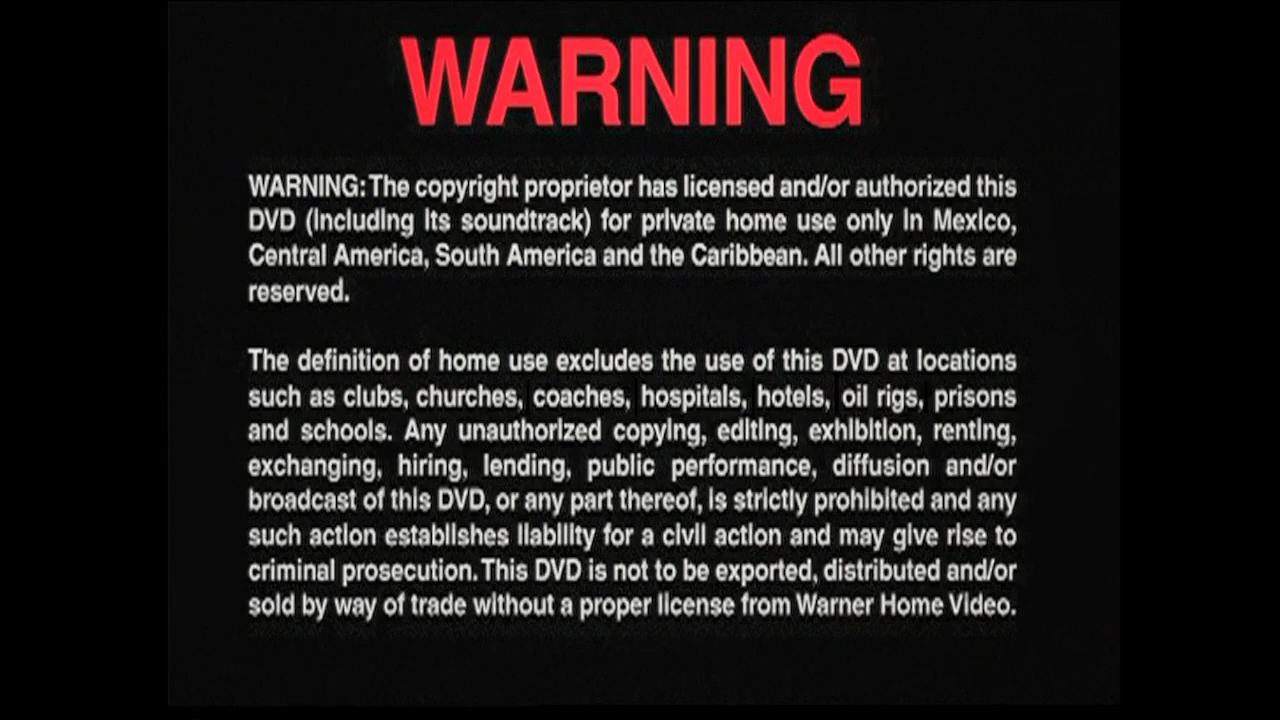 WARNING
WARNING: The copyright proprietor has licensed and/or authorized this
DVD (including its soundtrack) for private home use only in Mexico,
Central America, South America and the Caribbean. All other rights are
reserved.
The definition of home use excludes the use of this DVD at locations
such as clubs, churches, coaches, hospitals, hotels, oil rigs, prisons
and schools. Any unauthorized copying, editing, exhibition, renting,
exchanging, hiring, lending, public performance, diffusion and/or
broadcast of this DVD, or any part thereof, is strictly prohibited and any
such action establishes liability for a civil action and may give rise to
criminal prosecution. This DVD is not to be exported, distributed and/or
sold by way of trade without a proper license from Warner Home Video.